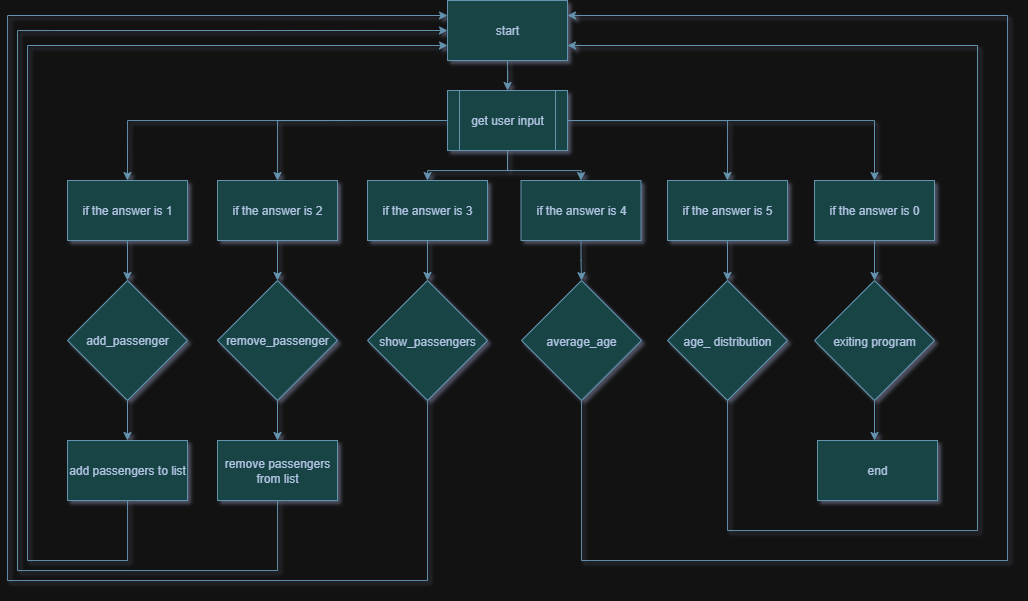 start
get user input
if the answer is 1
if the answer is 2
if the answer is 3
if the answer is 4
if the answer is 5
if the answer is 0
add_passenger
remove_passenger
show_passengers
average_age
age_ distribution
exiting program
add passengers to list
remove passengers
from list
end